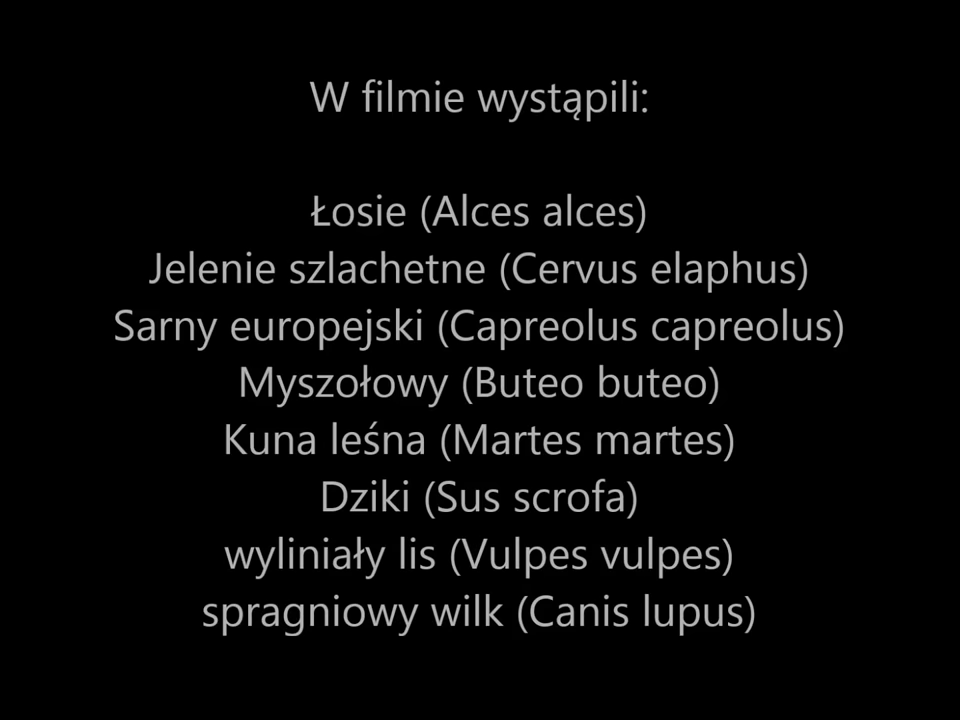 W filmie wystąpili:
Łosie (Alces alces)
Jelenie szlachetne (Cervus elaphus)
Sarny europejski (Capreolus capreolus)
Myszołowy (Buteo buteo)
Kuna leśna (Martes martes)
Dziki (Sus scrofa)
wyliniały lis (Vulpes vulpes)
spragniowy wilk (Canis lupus)